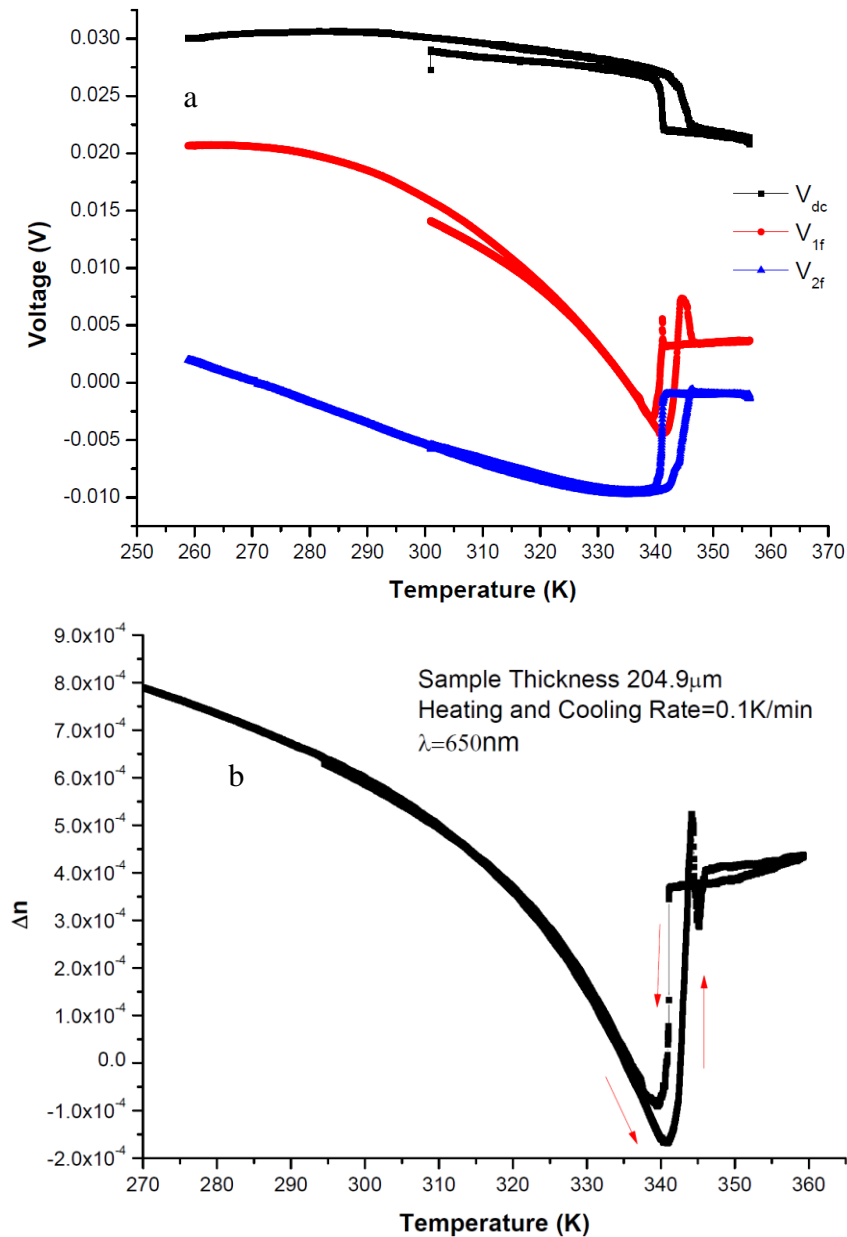 0.030
0.025
0.020
0.015
0.010
0.005
0.000
-0.005
-0.010
Voltage (V)
a
V_dc
V_1f
V_2f
250 260 270 280 290 300 310 320 330 340 350 360 370
Temperature (K)
9.0x10^-4
8.0x10^-4
7.0x10^-4
6.0x10^-4
5.0x10^-4
4.0x10^-4
3.0x10^-4
2.0x10^-4
1.0x10^-4
0.0
-1.0x10^-4
-2.0x10^-4
Δn
Sample Thickness 204.9μm
Heating and Cooling Rate=0.1K/min
λ=650nm
b
270 280 290 300 310 320 330 340 350 360
Temperature (K)